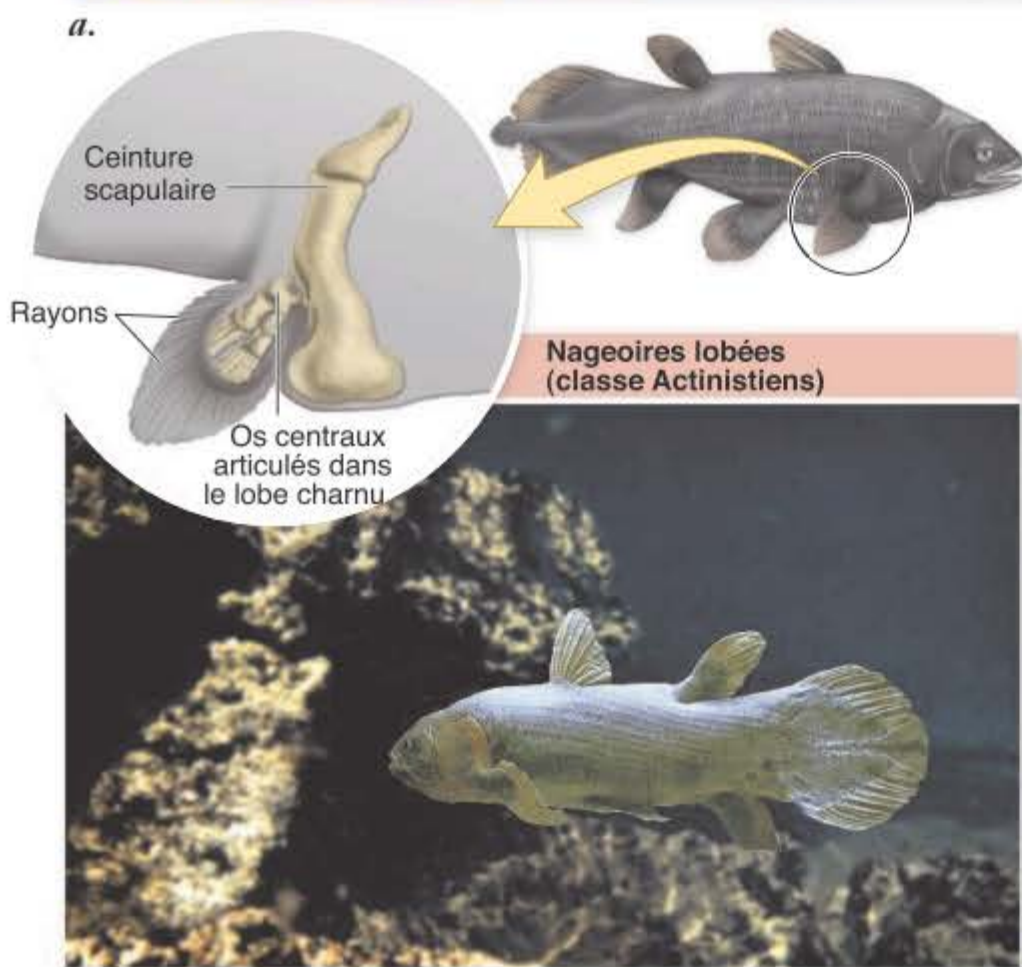 a.
Ceinture
scapulaire
Rayons
Os centraux
articulés dans
le lobe charnu
Nageoires lobées
(classe Actinistiens)